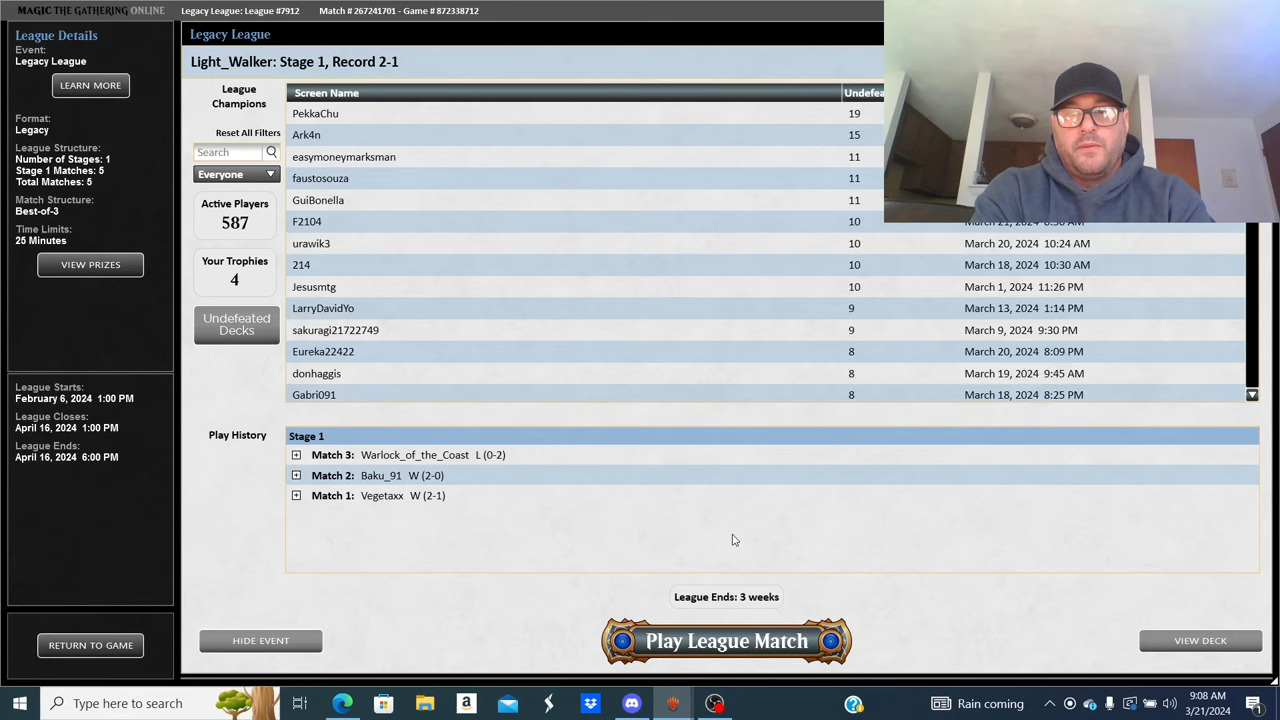 MAGIC THE GATHERING ONLINE
Legacy League: League #7912 Match # 267241701 - Game # 872338712
League Details
Event:
Legacy League
LEARN MORE
Format:
Legacy
League Structure:
Number of Stages: 1
Stage 1 Matches: 5
Total Matches: 5
Match Structure:
Best-of-3
Time Limits:
25 Minutes
VIEW PRIZES
League Starts:
February 6, 2024 1:00 PM
League Closes:
April 16, 2024 1:00 PM
League Ends:
April 16, 2024 6:00 PM
RETURN TO GAME
Legacy League
Light_Walker: Stage 1, Record 2-1
League
Champions
Reset All Filters
Search
Everyone
Active Players
587
Your Trophies
4
Undefeated
Decks
Screen Name Undefea
PekkaChu 19
Ark4n 15
easymoneymarksman 11
faustosouza 11
GuiBonella 11
F2104 10
urawik3 10 March 20, 2024 10:24 AM
214 10 March 18, 2024 10:30 AM
Jesusmtg 10 March 1, 2024 11:26 PM
LarryDavidYo 9 March 13, 2024 1:14 PM
sakuragi21722749 9 March 9, 2024 9:30 PM
Eureka22422 8 March 20, 2024 8:09 PM
donhaggis 8 March 19, 2024 9:45 AM
Gabri091 8 March 18, 2024 8:25 PM
Play History
Stage 1
Match 3: Warlock_of_the_Coast L (0-2)
Match 2: Baku_91 W (2-0)
Match 1: Vegetaxx W (2-1)
League Ends: 3 weeks
HIDE EVENT
Play League Match
VIEW DECK
Type here to search
Rain coming
9:08 AM
3/21/2024